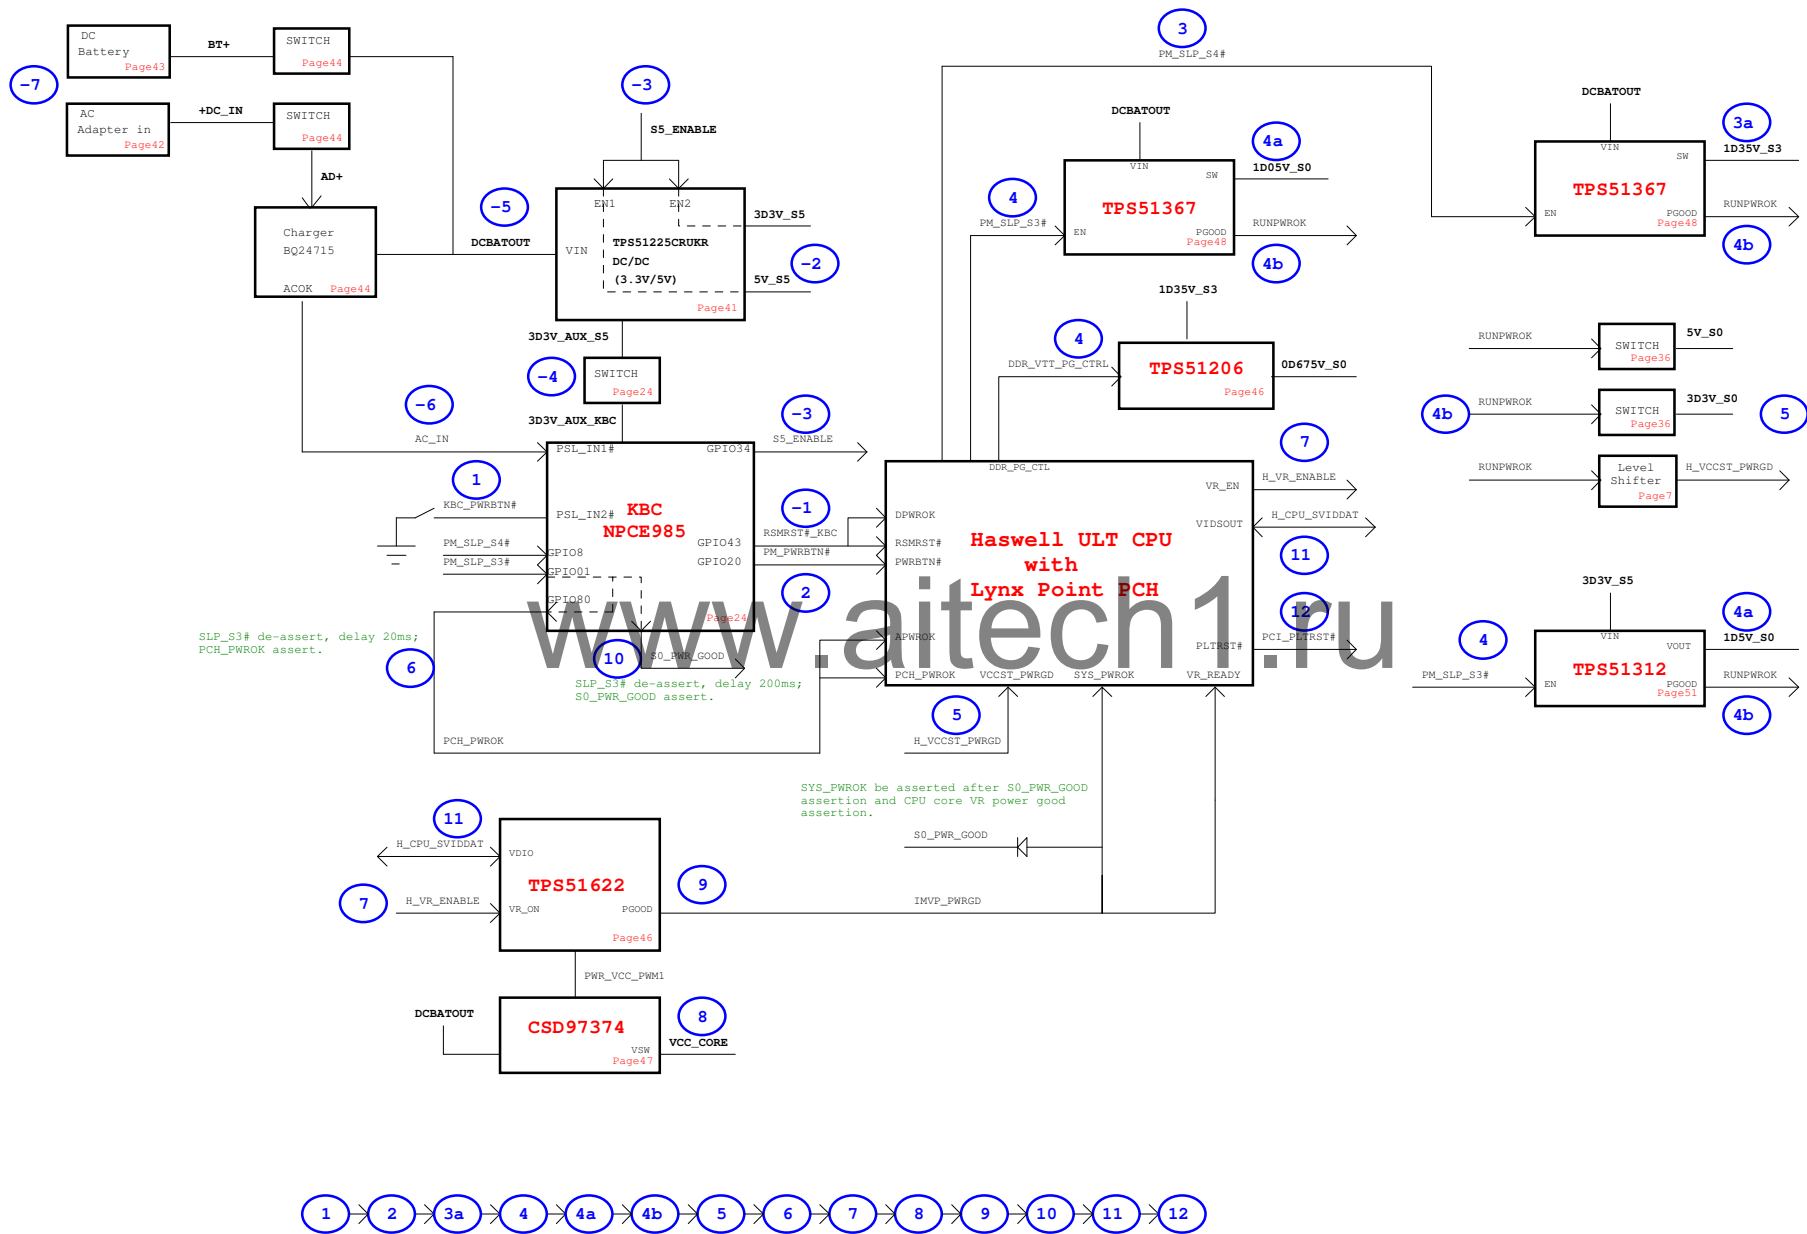 DC
Battery
Page43
BT+
SWITCH
Page44
-7
AC
Adapter in
Page42
+DC_IN
SWITCH
Page44
AD+
Charger
BQ24715
ACOK
Page44
-5
DCBATOUT
-3
S5_ENABLE
EN1
EN2
VIN
TPS51225CRUKR
DC/DC
(3.3V/5V)
Page41
3D3V_S5
-2
5V_S5
3D3V_AUX_S5
-4
SWITCH
Page24
3D3V_AUX_KBC
-6
AC_IN
-3
S5_ENABLE
1
KBC_PWRBTN#
PSL_IN1#
GPIO34
PSL_IN2#
KBC
NPCE985
GPIO43
GPIO20
PM_SLP_S4#
PM_SLP_S3#
GPIO8
GPIO01
GPIO80
Page24
-1
RSMRST#_KBC
PM_PWRBTN#
2
SLP_S3# de-assert, delay 20ms;
PCH_PWROK assert.
6
10
S0_PWR_GOOD
SLP_S3# de-assert, delay 200ms;
S0_PWR_GOOD assert.
PCH_PWROK
3
PM_SLP_S4#
DCBATOUT
4
PM_SLP_S3#
VIN
SW
TPS51367
EN
PGOOD
Page48
4a
1D05V_S0
RUNPWROK
4b
1D35V_S3
4
DDR_VTT_PG_CTRL
TPS51206
Page46
0D675V_S0
DDR_PG_CTL
DPWROK
RSMRST#
PWRBTN#
APWROK
PCH_PWROK
VCCST_PWRGD
SYS_PWROK
VR_READY
VR_EN
VIDSOUT
PLTRST#
Haswell ULT CPU
with
Lynx Point PCH
7
H_VR_ENABLE
H_CPU_SVIDDAT
11
12
PCI_PLTRST#
5
H_VCCST_PWRGD
DCBATOUT
VIN
SW
TPS51367
EN
PGOOD
Page48
3a
1D35V_S3
RUNPWROK
4b
RUNPWROK
SWITCH
Page36
5V_S0
4b
RUNPWROK
SWITCH
Page36
3D3V_S0
5
RUNPWROK
Level
Shifter
Page7
H_VCCST_PWRGD
3D3V_S5
4
PM_SLP_S3#
VIN
VOUT
TPS51312
EN
PGOOD
Page51
4a
1D5V_S0
RUNPWROK
4b
www.aitech1.ru
SYS_PWROK be asserted after S0_PWR_GOOD
assertion and CPU core VR power good
assertion.
S0_PWR_GOOD
11
H_CPU_SVIDDAT
7
H_VR_ENABLE
VDIO
TPS51622
VR_ON
PGOOD
Page46
9
IMVP_PWRGD
PWR_VCC_PWM1
DCBATOUT
CSD97374
VSW
Page47
8
VCC_CORE
1 2 3a 4 4a 4b 5 6 7 8 9 10 11 12